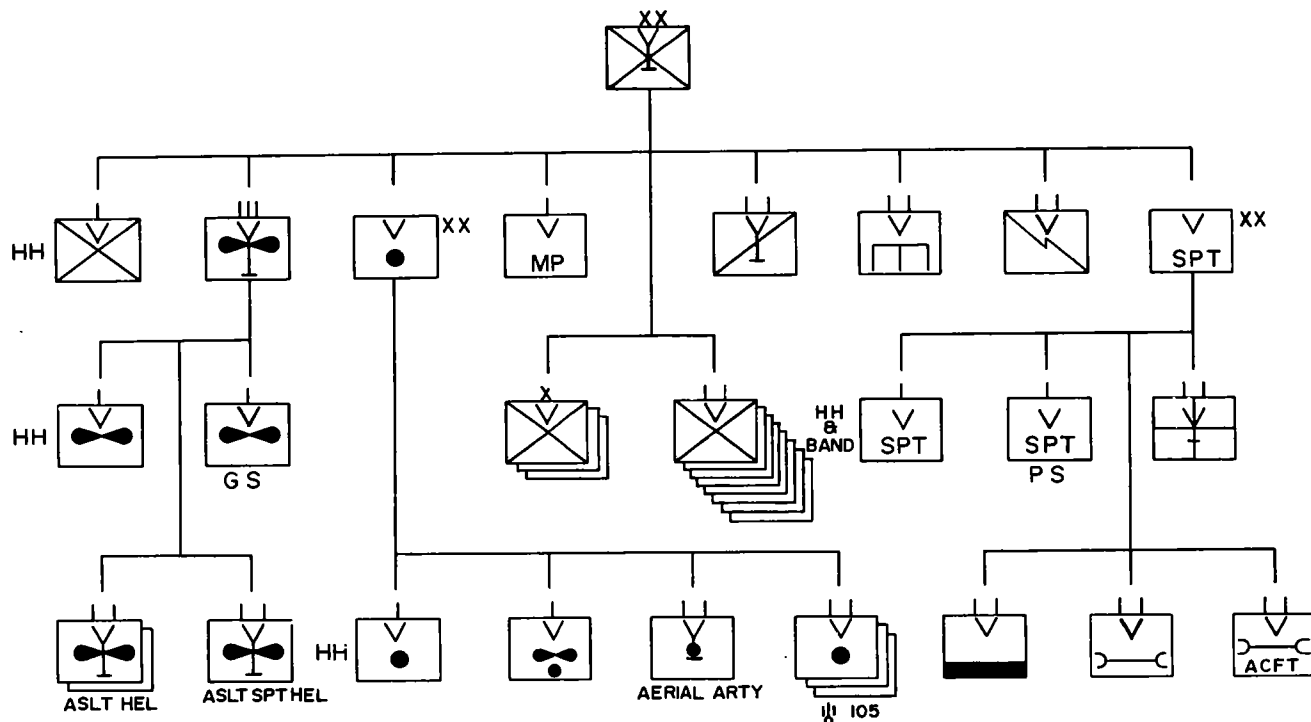 XX
HH
XX
MP
SPT
XX
HH
GS
X
HH
&
BAND
SPT
SPT
PS
ASLT HEL
ASLT SPT HEL
HH
AERIAL ARTY
105
ACFT